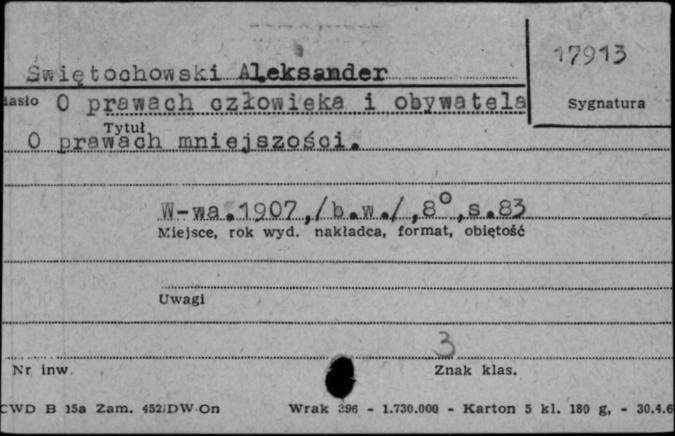 17913
Świętochowski Aleksander
iasło O prawach człowieka i obywatela
Sygnatura
Tytuł
O prawach mniejszości.
W-wa.1907,/b.w./,8°,s.83
Miejsce, rok wyd. nakładca, format, objętość
Uwagi
3
Nr inw.
Znak klas.
CWD B 15a Zam. 452/DW On Wrak 396 - 1.730.000 - Karton 5 kl. 180 g, - 30.4.6